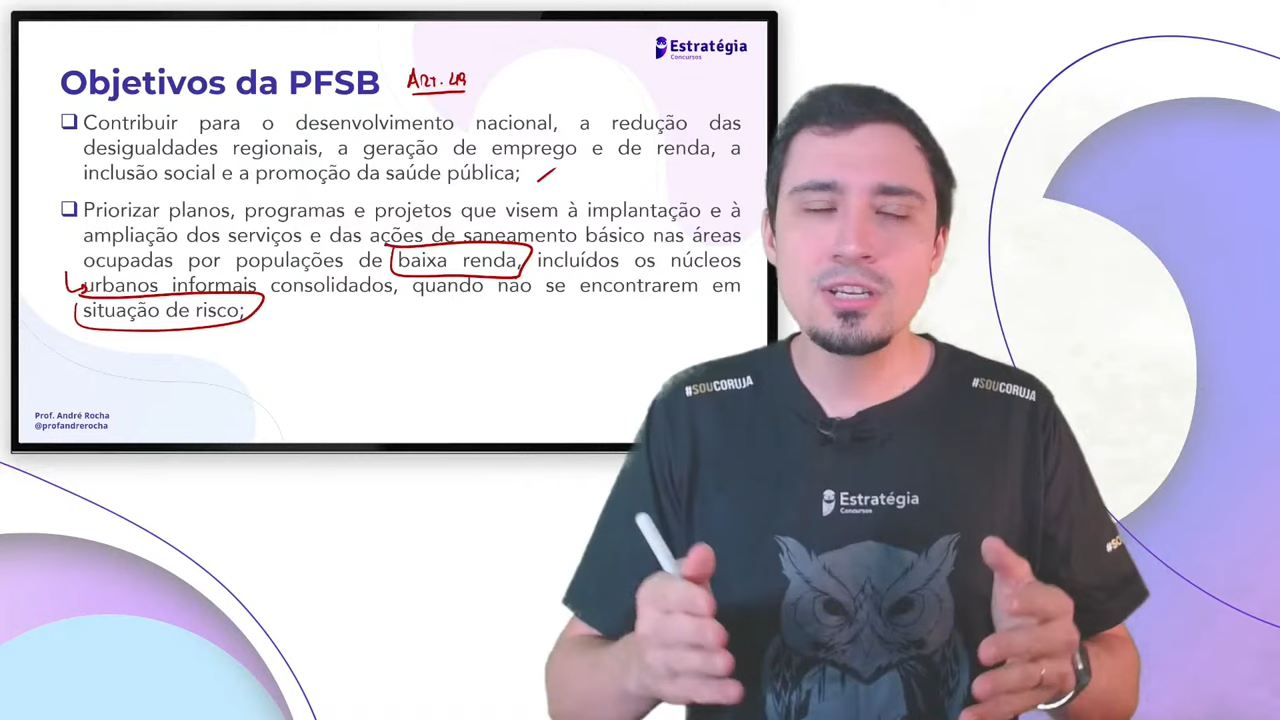 Estratégia
Concursos
Objetivos da PFSB Art. 49
❑ Contribuir para o desenvolvimento nacional, a redução das
desigualdades regionais, a geração de emprego e de renda, a
inclusão social e a promoção da saúde pública;
❑ Priorizar planos, programas e projetos que visem à implantação e à
ampliação dos serviços e das ações de saneamento básico nas áreas
ocupadas por populações de baixa renda, incluídos os núcleos
urbanos informais consolidados, quando não se encontrarem em
situação de risco;
Prof. André Rocha
@profandrerocha
#SOUCORUJA
#SOUCORUJA
Estratégia
Concursos
#SO